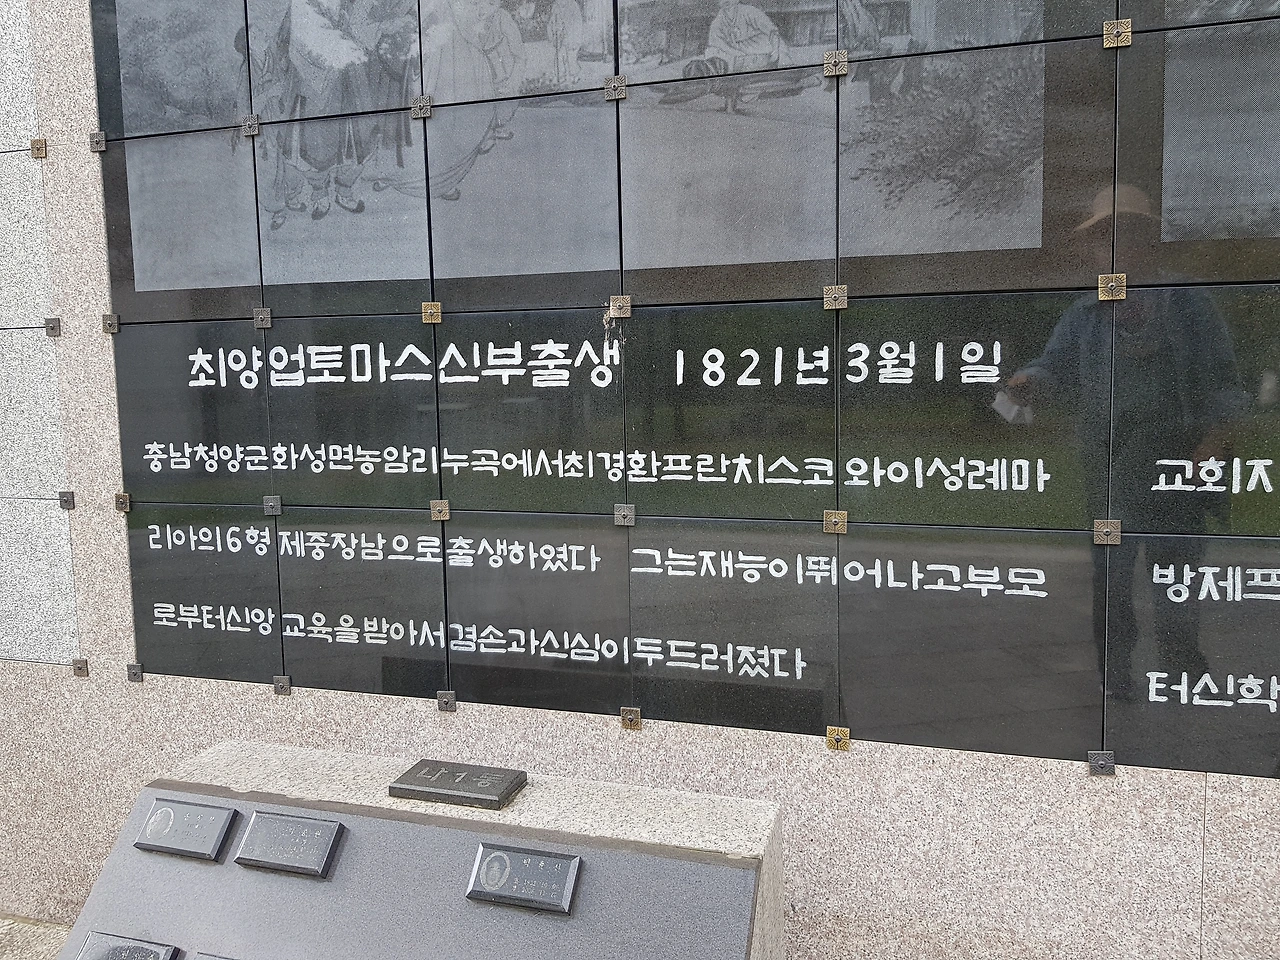 최양업토마스신부출생 1821년3월1일
충남청양군화성면농암리누곡에서최경환프란치스코와이성례마
리아의6형제중장남으로출생하였다 그는재능이뛰어나고부모
로부터신앙교육을받아서겸손과신심이두드러졌다
교회지
방제프
터신학
나1동